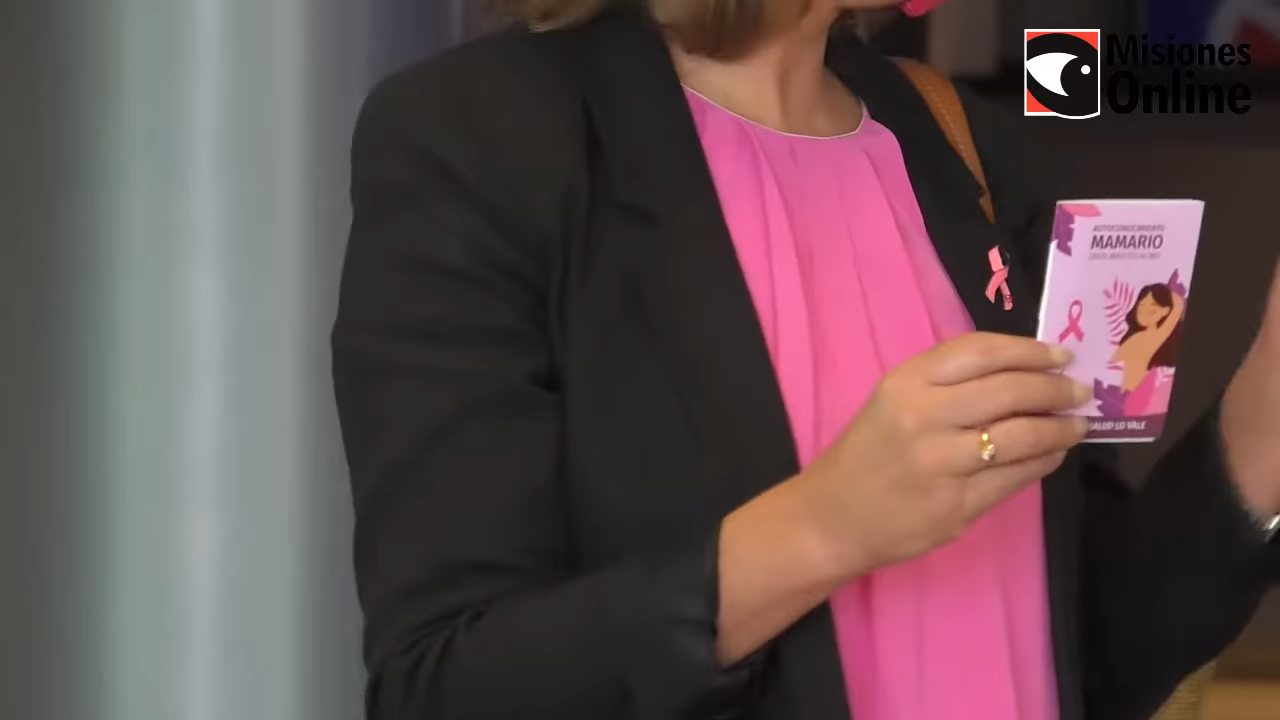 Misiones
Online
AUTOCONOCIMIENTO
MAMARIO
SALUD LO VALE